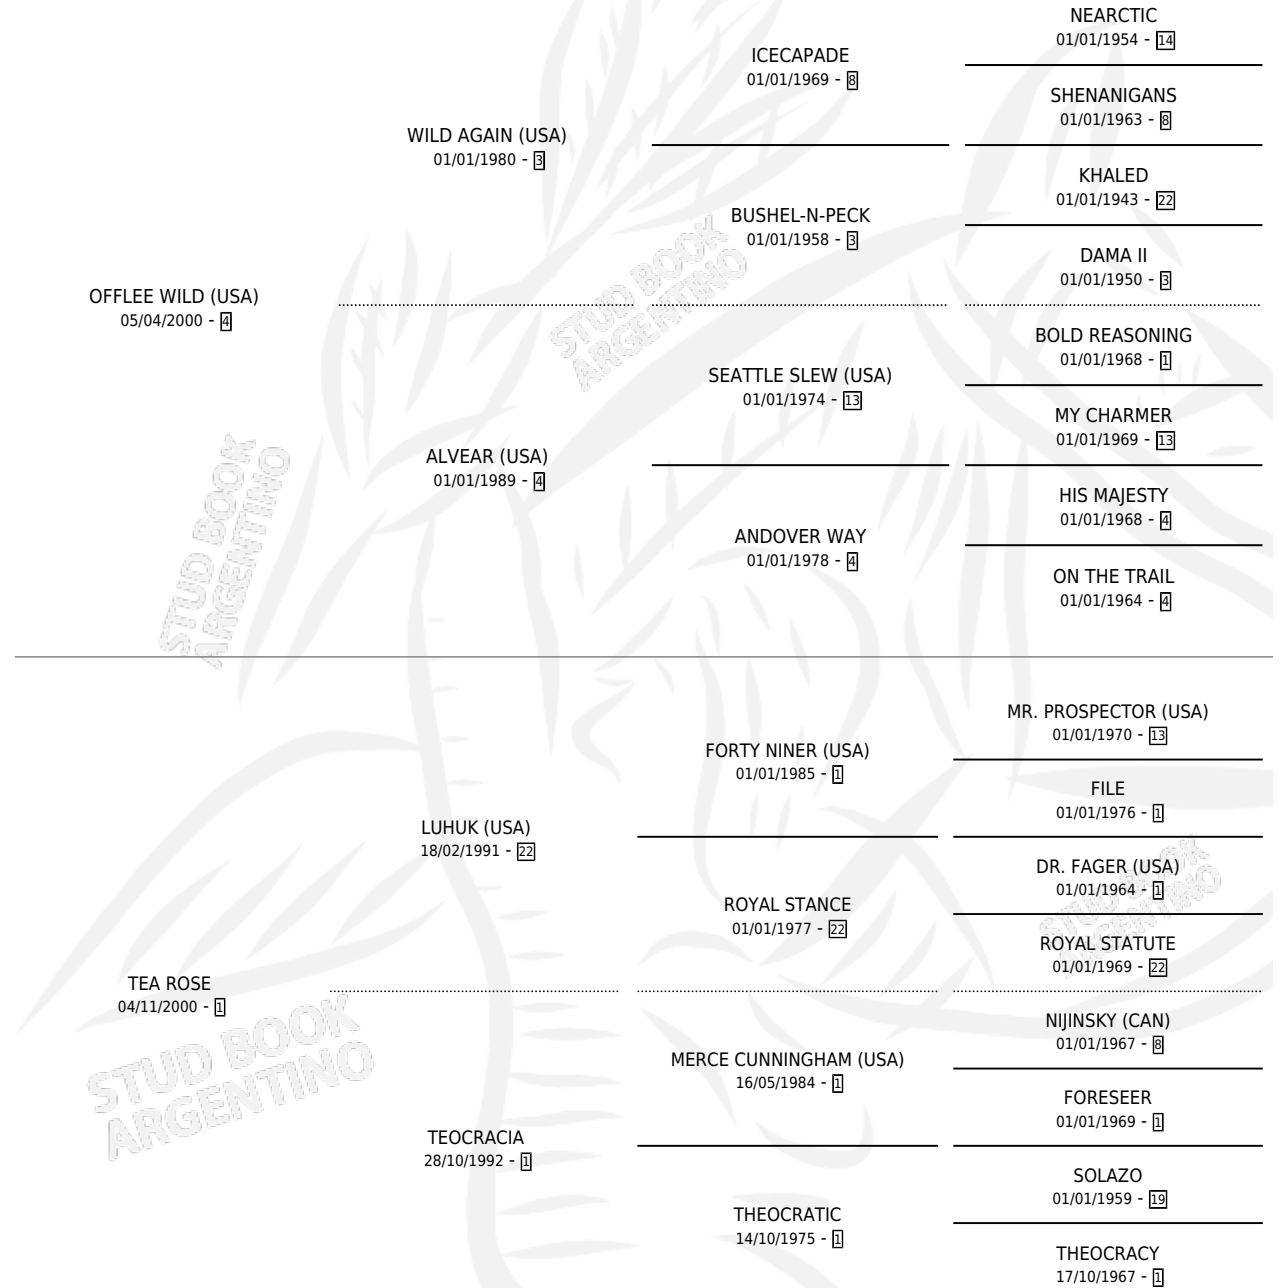 NEARCTIC
01/01/1954 - 14
ICECAPADE
01/01/1969 - 8
SHENANIGANS
01/01/1963 - 8
WILD AGAIN (USA)
01/01/1980 - 3
KHALED
01/01/1943 - 22
BUSHEL-N-PECK
01/01/1958 - 3
DAMA II
01/01/1950 - 3
OFFLEE WILD (USA)
05/04/2000 - 4
BOLD REASONING
01/01/1968 - 1
SEATTLE SLEW (USA)
01/01/1974 - 13
MY CHARMER
01/01/1969 - 13
ALVEAR (USA)
01/01/1989 - 4
HIS MAJESTY
01/01/1968 - 4
ANDOVER WAY
01/01/1978 - 4
ON THE TRAIL
01/01/1964 - 4
MR. PROSPECTOR (USA)
01/01/1970 - 13
FORTY NINER (USA)
01/01/1985 - 1
FILE
01/01/1976 - 1
LUHUK (USA)
18/02/1991 - 22
DR. FAGER (USA)
01/01/1964 - 1
ROYAL STANCE
01/01/1977 - 22
ROYAL STATUTE
01/01/1969 - 22
TEA ROSE
04/11/2000 - 1
NIJINSKY (CAN)
01/01/1967 - 8
MERCE CUNNINGHAM (USA)
16/05/1984 - 1
FORESEER
01/01/1969 - 1
TEOCRACIA
28/10/1992 - 1
SOLAZO
01/01/1959 - 19
THEOCRATIC
14/10/1975 - 1
THEOCRACY
17/10/1967 - 1
STUD BOOK
ARGENTINO
STUD BOOK
ARGENTINO
STUD BOOK
ARGENTINO
STUD BOOK
ARGENTINO